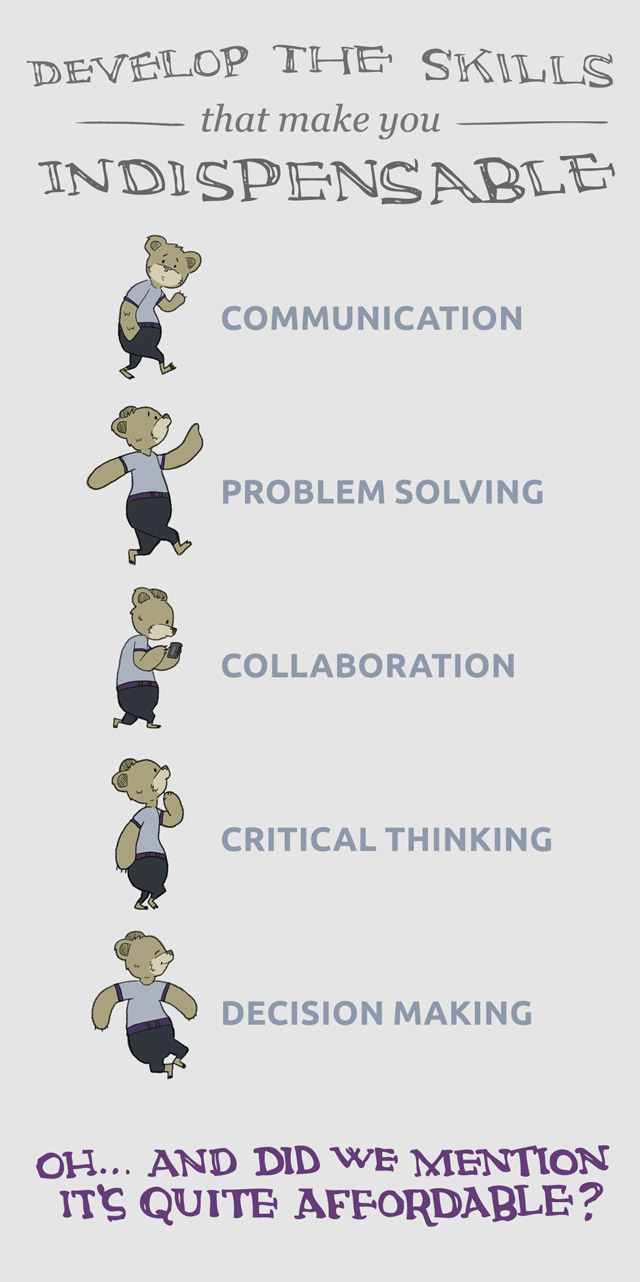 DEVELOP THE SKILLS
that make you
INDISPENSABLE
COMMUNICATION
PROBLEM SOLVING
COLLABORATION
CRITICAL THINKING
DECISION MAKING
OH... AND DID WE MENTION
IT'S QUITE AFFORDABLE?